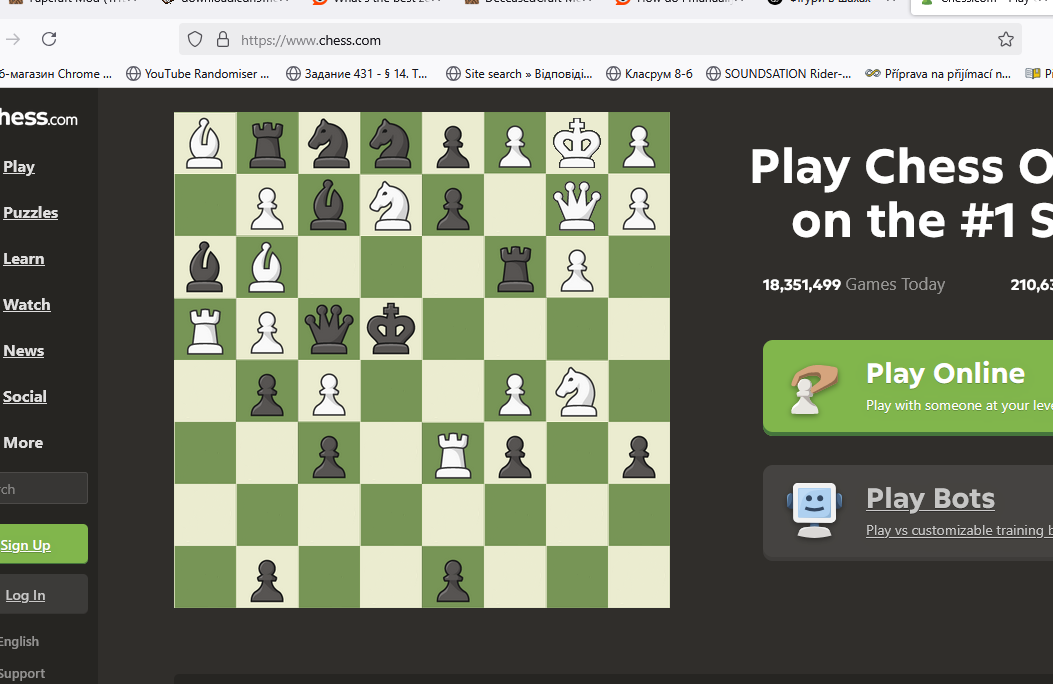 https://www.chess.com
б-магазин Chrome ...
YouTube Randomiser ...
Задание 431 - § 14. Т...
Site search » Відповіді...
Класрум 8-б
SOUNDSATION Rider-...
Příprava na přijímací n...
hess.com
Play
Puzzles
Learn
Watch
News
Social
More
rch
Sign Up
Log In
English
Support
Play Chess O
on the #1 S
18,351,499 Games Today
210,63
Play Online
Play with someone at your leve
Play Bots
Play vs customizable training b